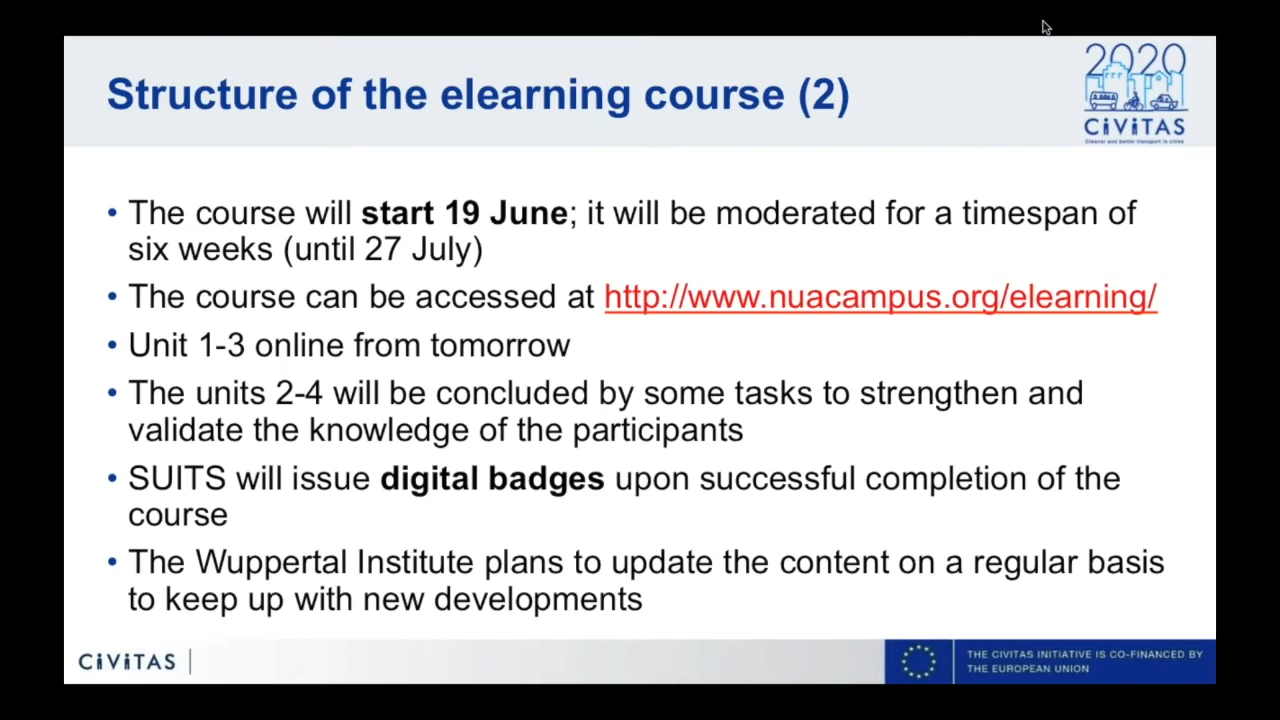 Structure of the elearning course (2)
2020
CiViTAS
Cleaner and better transport in cities
• The course will start 19 June; it will be moderated for a timespan of
six weeks (until 27 July)
• The course can be accessed at http://www.nuacampus.org/elearning/
• Unit 1-3 online from tomorrow
• The units 2-4 will be concluded by some tasks to strengthen and
validate the knowledge of the participants
• SUITS will issue digital badges upon successful completion of the
course
• The Wuppertal Institute plans to update the content on a regular basis
to keep up with new developments
CiViTAS
THE CIVITAS INITIATIVE IS CO-FINANCED BY
THE EUROPEAN UNION